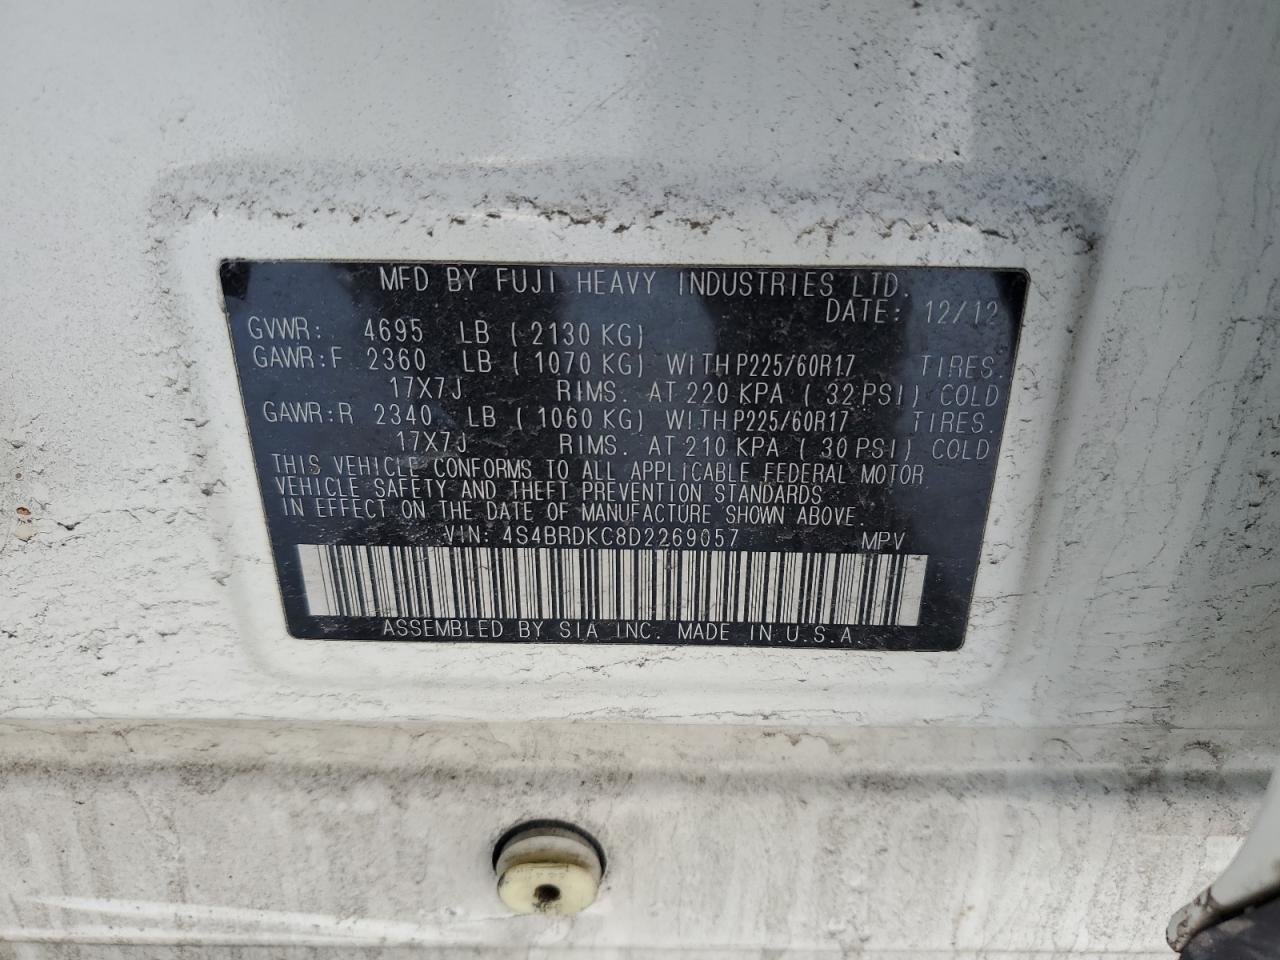 MFD BY FUJI HEAVY INDUSTRIES LTD.
DATE: 12/12
GVWR: 4695 LB ( 2130 KG)
GAWR:F 2360 LB ( 1070 KG) WITH P225/60R17 TIRES.
17X7J RIMS. AT 220 KPA ( 32 PSI) COLD
GAWR:R 2340 LB ( 1060 KG) WITH P225/60R17 TIRES.
17X7J RIMS. AT 210 KPA ( 30 PSI) COLD
THIS VEHICLE CONFORMS TO ALL APPLICABLE FEDERAL MOTOR
VEHICLE SAFETY AND THEFT PREVENTION STANDARDS
IN EFFECT ON THE DATE OF MANUFACTURE SHOWN ABOVE.
VIN: 4S4BRDKC8D2269057 MPV
ASSEMBLED BY SIA INC. MADE IN U.S.A.